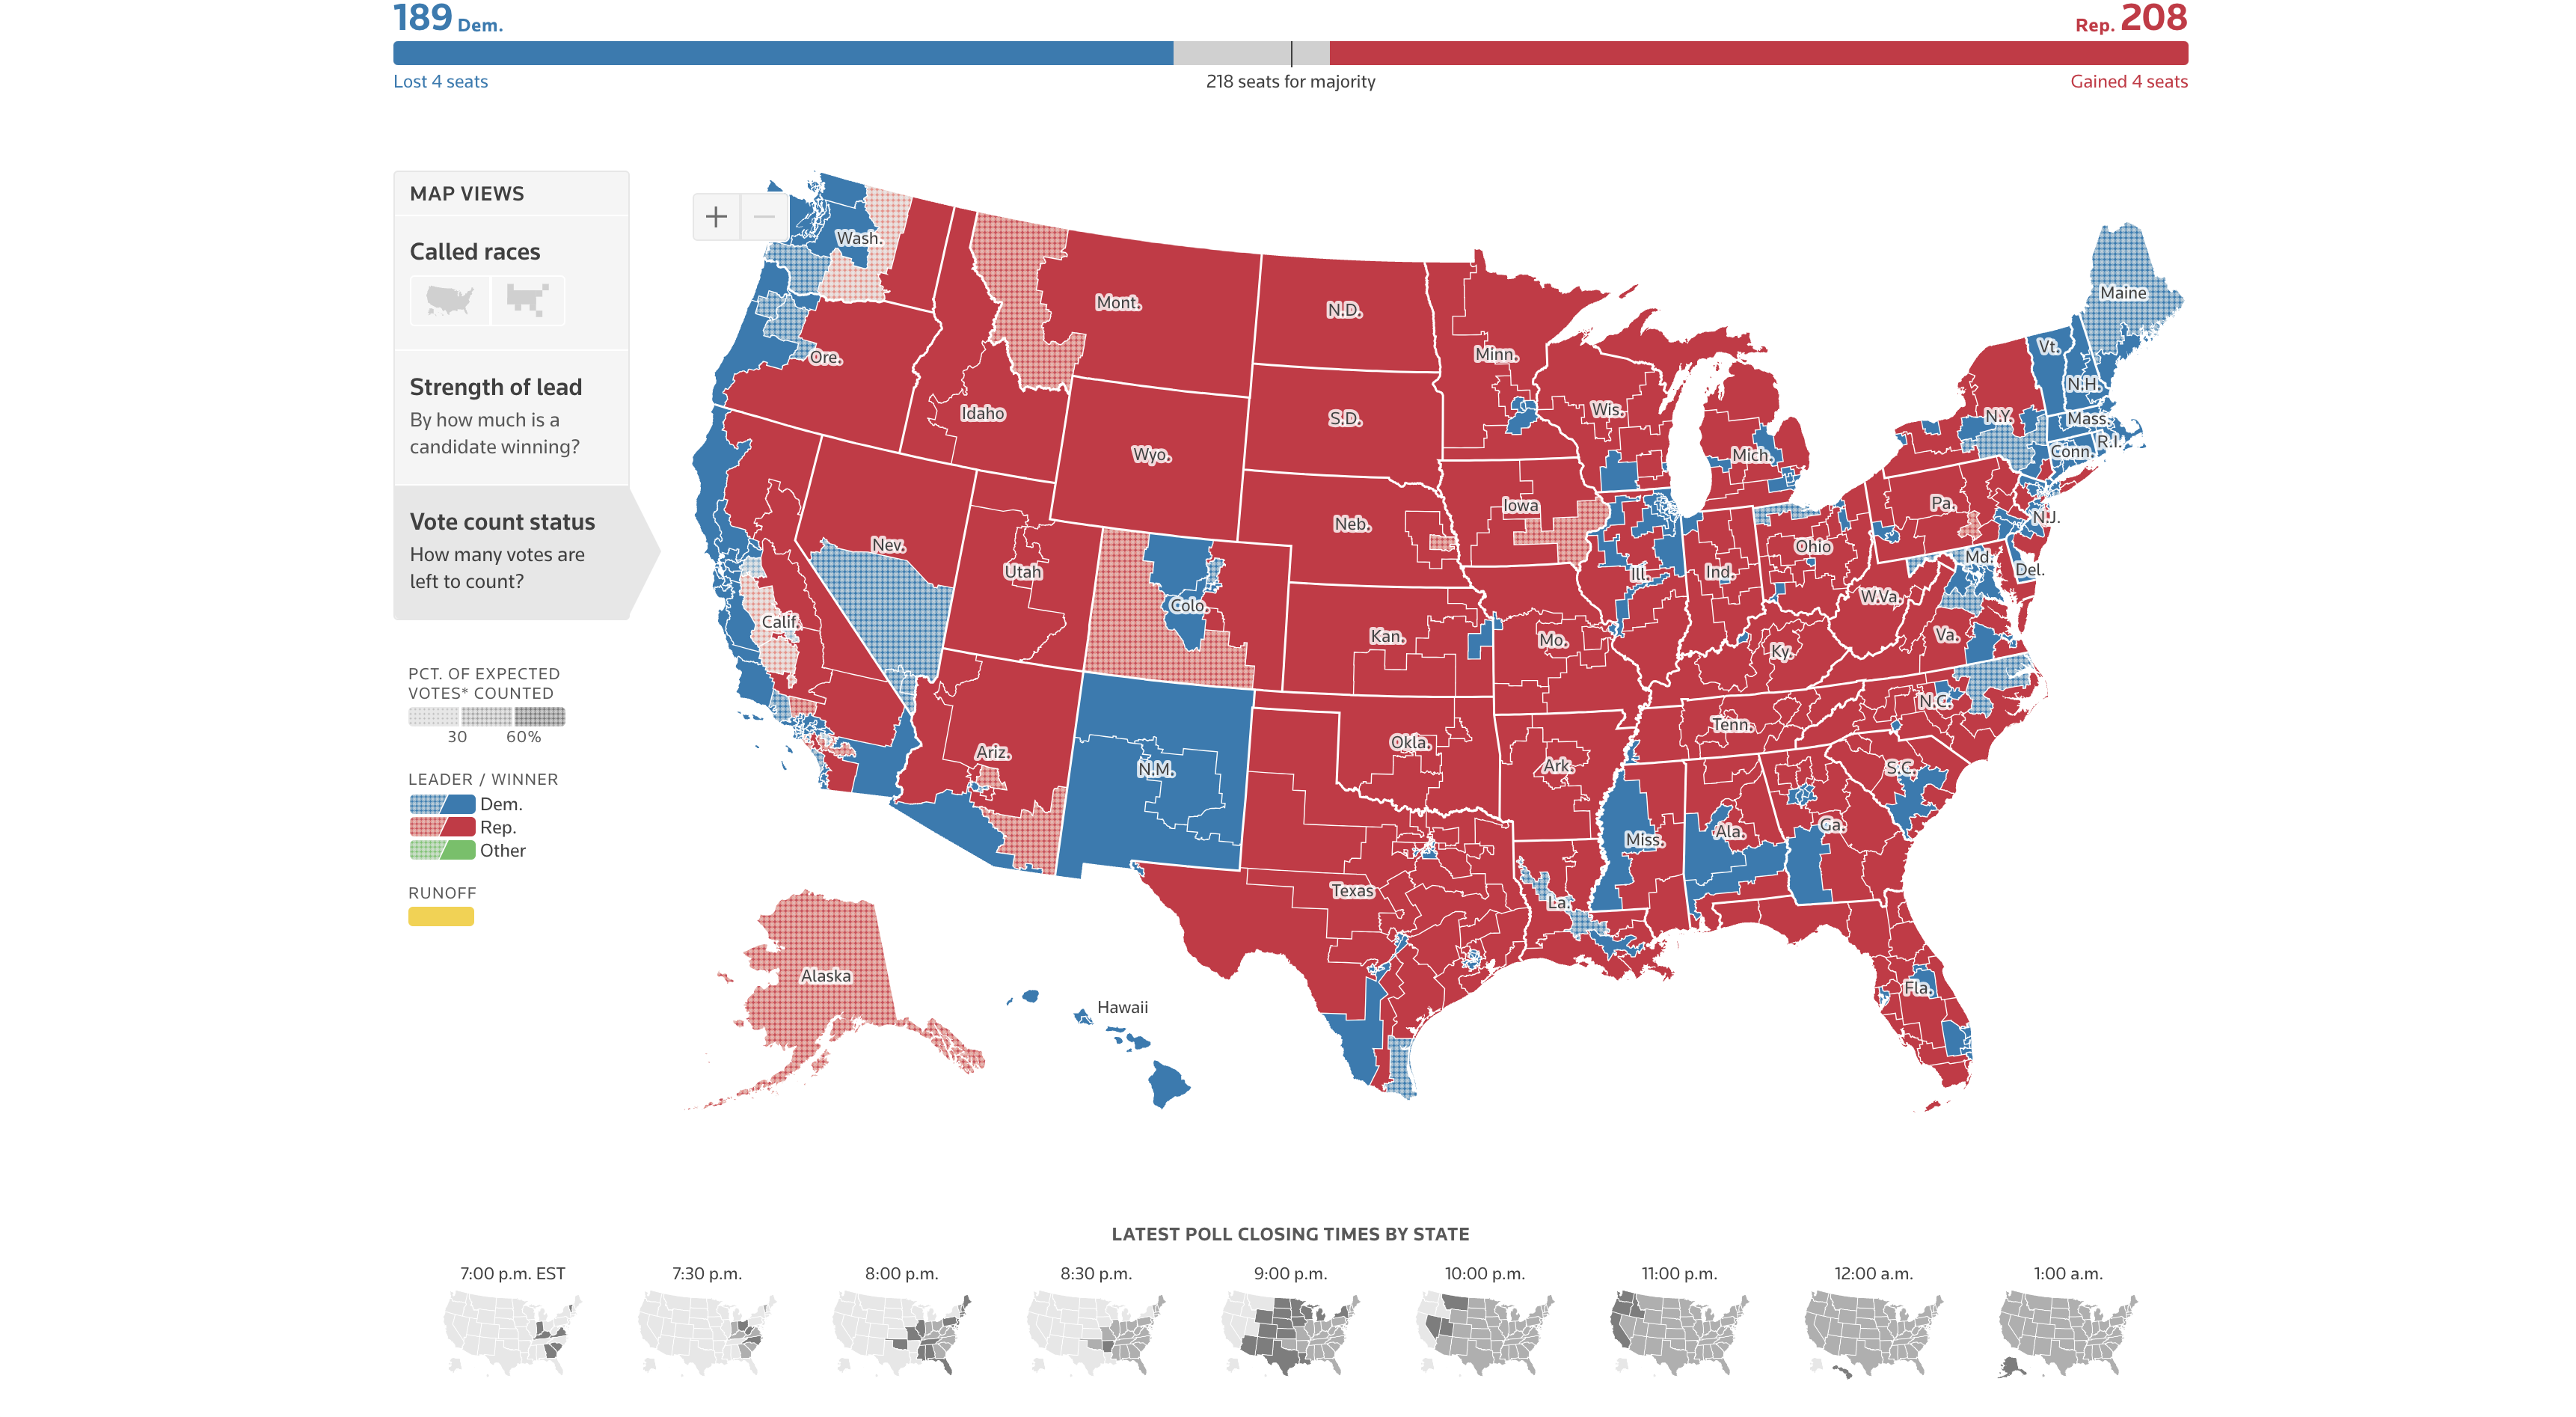 189 Dem.
Rep. 208
Lost 4 seats
218 seats for majority
Gained 4 seats
MAP VIEWS
Called races
Strength of lead
By how much is a
candidate winning?
Vote count status
How many votes are
left to count?
PCT. OF EXPECTED
VOTES* COUNTED
30
60%
LEADER / WINNER
Dem.
Rep.
Other
RUNOFF
+
−
Wash.
Mont.
N.D.
Minn.
Maine
Vt.
N.H.
Ore.
Idaho
S.D.
Wis.
Mich.
N.Y.
Mass.
R.I.
Conn.
Wyo.
Iowa
Neb.
Pa.
N.J.
Nev.
Utah
Colo.
Ill.
Ind.
Ohio
Md.
Del.
W.Va.
Calif.
Kan.
Mo.
Ky.
Va.
Ariz.
N.M.
Okla.
Ark.
Tenn.
N.C.
S.C.
Miss.
Ala.
Ga.
Texas
La.
Fla.
Alaska
Hawaii
LATEST POLL CLOSING TIMES BY STATE
7:00 p.m. EST
7:30 p.m.
8:00 p.m.
8:30 p.m.
9:00 p.m.
10:00 p.m.
11:00 p.m.
12:00 a.m.
1:00 a.m.